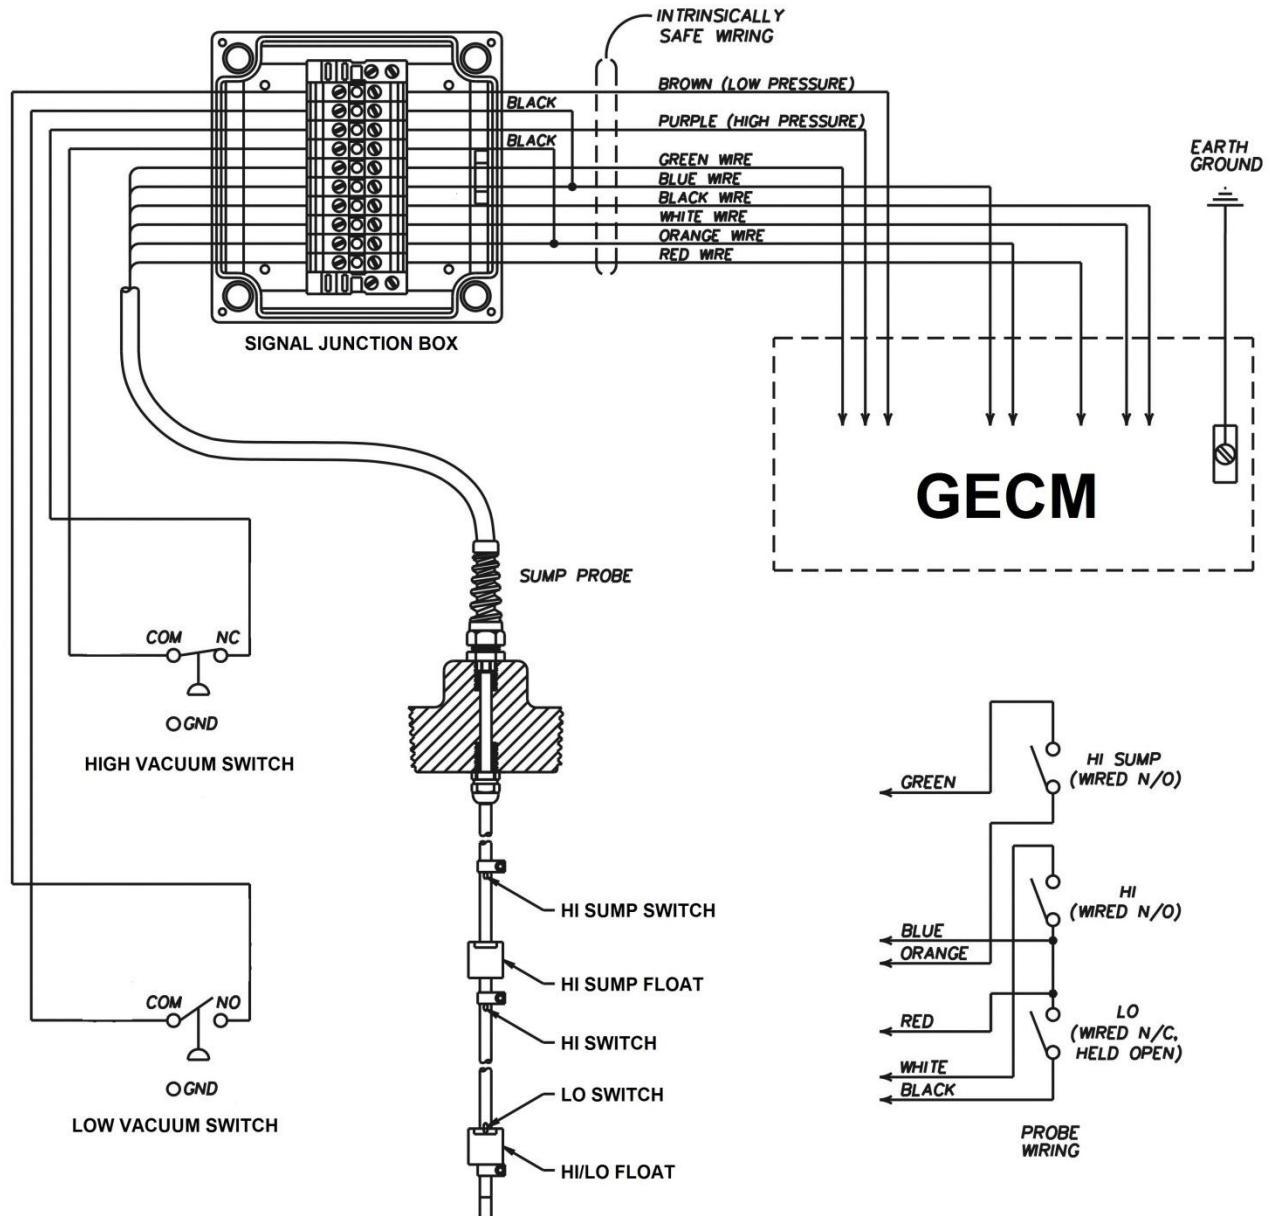 INTRINSICALLY
SAFE WIRING
BROWN (LOW PRESSURE)
BLACK
PURPLE (HIGH PRESSURE)
BLACK
GREEN WIRE
BLUE WIRE
BLACK WIRE
WHITE WIRE
ORANGE WIRE
RED WIRE
EARTH
GROUND
SIGNAL JUNCTION BOX
GECM
SUMP PROBE
COM NC
GND
HIGH VACUUM SWITCH
COM NO
GND
LOW VACUUM SWITCH
HI SUMP SWITCH
HI SUMP FLOAT
HI SWITCH
LO SWITCH
HI/LO FLOAT
HI SUMP
(WIRED N/O)
GREEN
HI
(WIRED N/O)
BLUE
ORANGE
LO
(WIRED N/C,
HELD OPEN)
RED
WHITE
BLACK
PROBE
WIRING